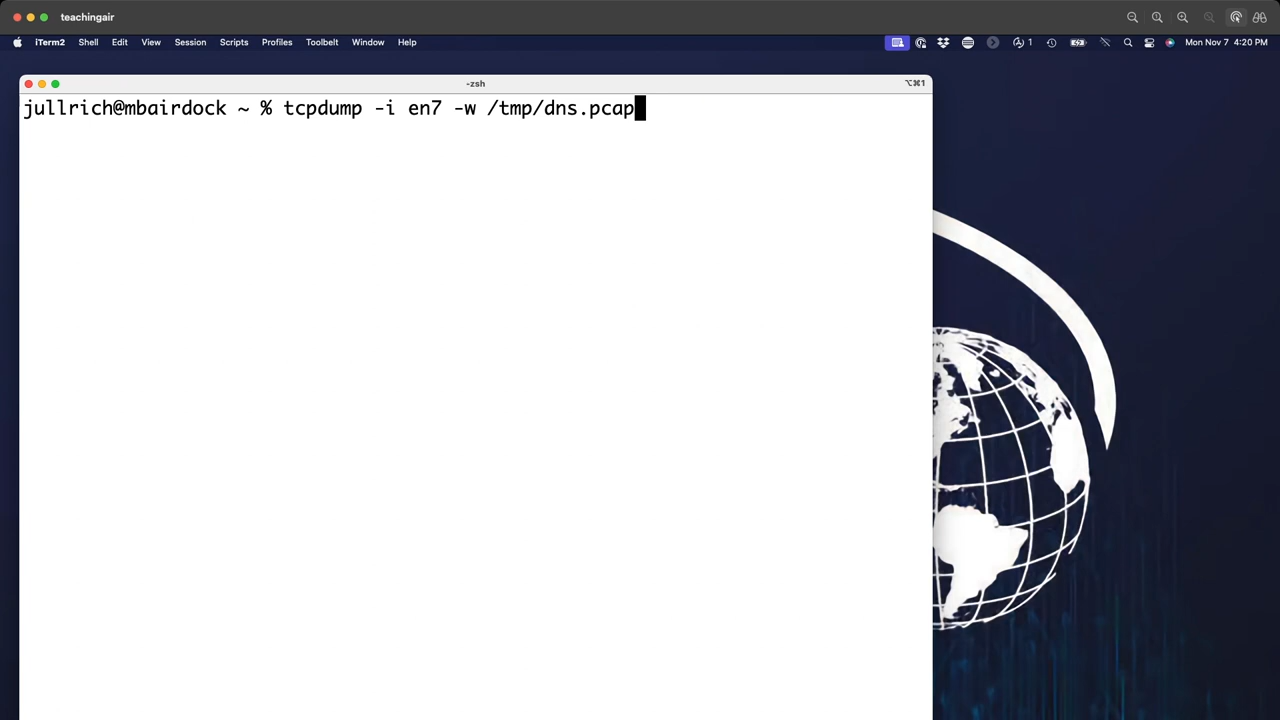 teachingair
iTerm2 Shell Edit View Session Scripts Profiles Toolbelt Window Help 1 Mon Nov 7 4:20 PM
-zsh ⌥⌘1
jullrich@mbairdock ~ % tcpdump -i en7 -w /tmp/dns.pcap